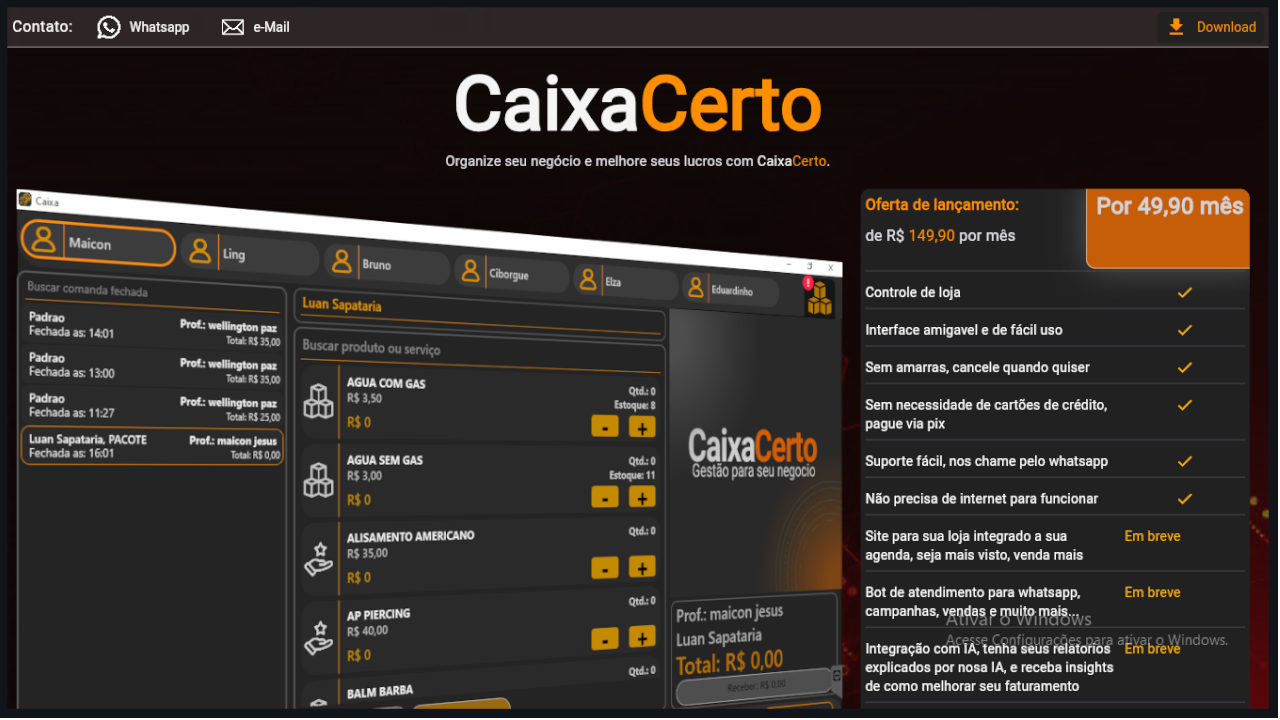 Contato:
Whatsapp
e-Mail
Download
CaixaCerto
Organize seu negócio e melhore seus lucros com CaixaCerto.
Caixa
Maicon
Ling
Bruno
Ciborgue
Elza
Eduardinho
Buscar comanda fechada
Padrao
Prof.: wellington paz
Fechada as: 14:01
Total: R$ 35,00
Padrao
Prof.: wellington paz
Fechada as: 13:00
Total: R$ 35,00
Padrao
Prof.: wellington paz
Fechada as: 11:27
Total: R$ 25,00
Luan Sapataria, PACOTE
Prof.: maicon jesus
Fechada as: 16:01
Total: R$ 0,00
Luan Sapataria
Buscar produto ou serviço
AGUA COM GAS
Qtd.: 0
R$ 3,50
Estoque: 8
R$ 0
- +
AGUA SEM GAS
Qtd.: 0
R$ 3,00
Estoque: 11
R$ 0
- +
ALISAMENTO AMERICANO
Qtd.: 0
R$ 35,00
R$ 0
- +
AP PIERCING
Qtd.: 0
R$ 40,00
R$ 0
- +
BALM BARBA
Qtd.: 0
CaixaCerto
Gestão para seu negocio
Prof.: maicon jesus
Luan Sapataria
Total: R$ 0,00
Receber: R$ 0,00
Oferta de lançamento:
de R$ 149,90 por mês
Por 49,90 mês
Controle de loja
Interface amigavel e de fácil uso
Sem amarras, cancele quando quiser
Sem necessidade de cartões de crédito,
pague via pix
Suporte fácil, nos chame pelo whatsapp
Não precisa de internet para funcionar
Site para sua loja integrado a sua
agenda, seja mais visto, venda mais
Em breve
Bot de atendimento para whatsapp,
campanhas, vendas e muito mais...
Em breve
Integração com IA, tenha seus relatorios
explicados por nosa IA, e receba insights
de como melhorar seu faturamento
Em breve
Ativar o Windows
Acesse Configurações para ativar o Windows.